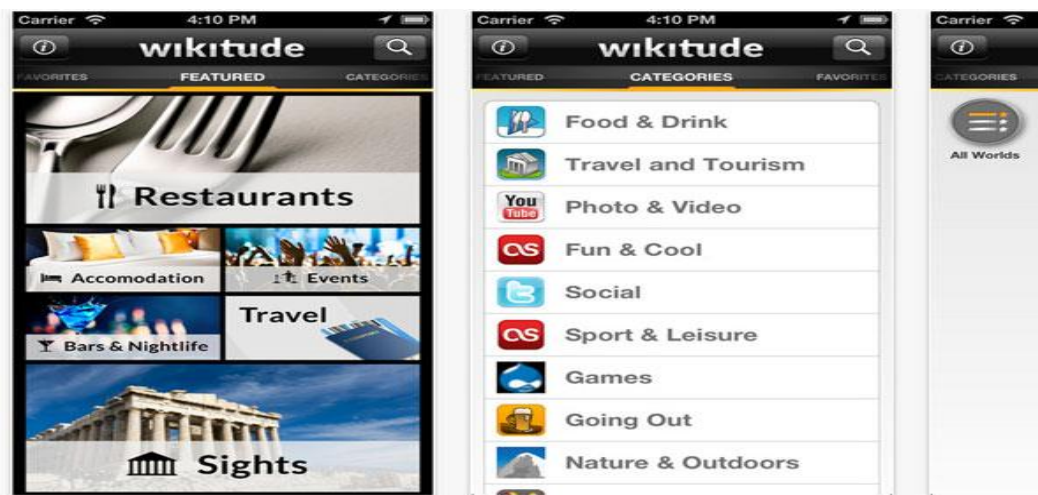 Carrier 4:10 PM
wikitude
FAVORITES FEATURED CATEGORIES
Restaurants
Accomodation
Events
Bars & Nightlife
Travel
Sights
Carrier 4:10 PM
wikitude
FEATURED CATEGORIES FAVORITES
Food & Drink
Travel and Tourism
You
Tube
Photo & Video
Fun & Cool
Social
Sport & Leisure
Games
Going Out
Nature & Outdoors
Carrier
CATEGORIES
All Worlds